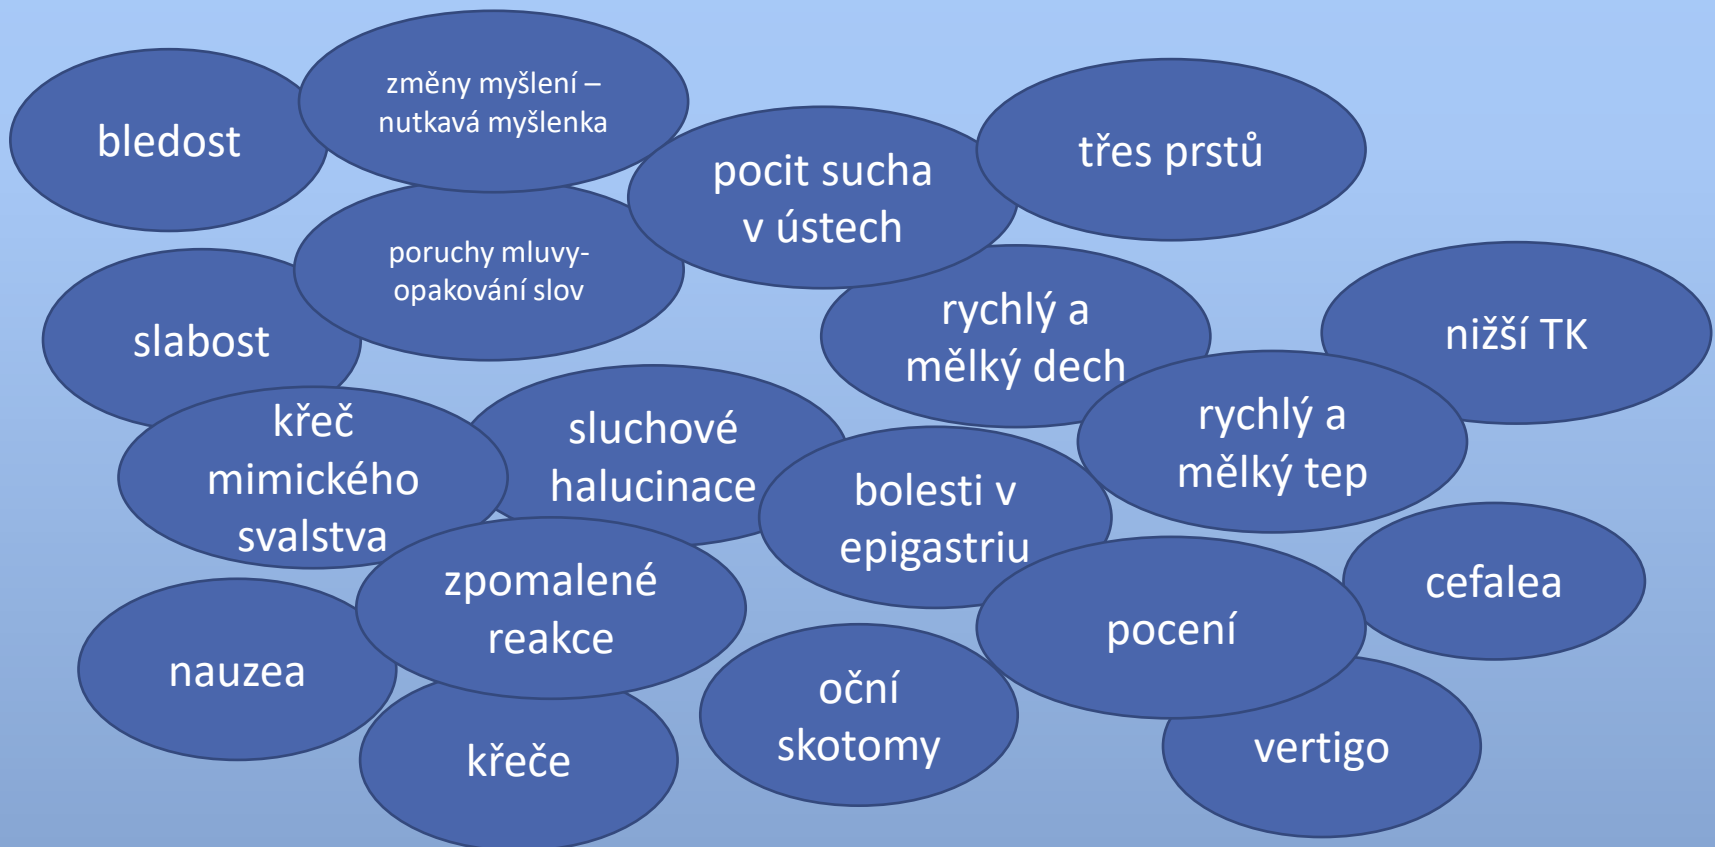 bledost
změny myšlení –
nutkavá myšlenka
pocit sucha
v ústech
třes prstů
slabost
poruchy mluvy-
opakování slov
rychlý a
mělký dech
nižší TK
křeč
mimického
svalstva
sluchové
halucinace
bolesti v
epigastriu
rychlý a
mělký tep
nauzea
zpomalené
reakce
pocení
cefalea
křeče
oční
skotomy
vertigo